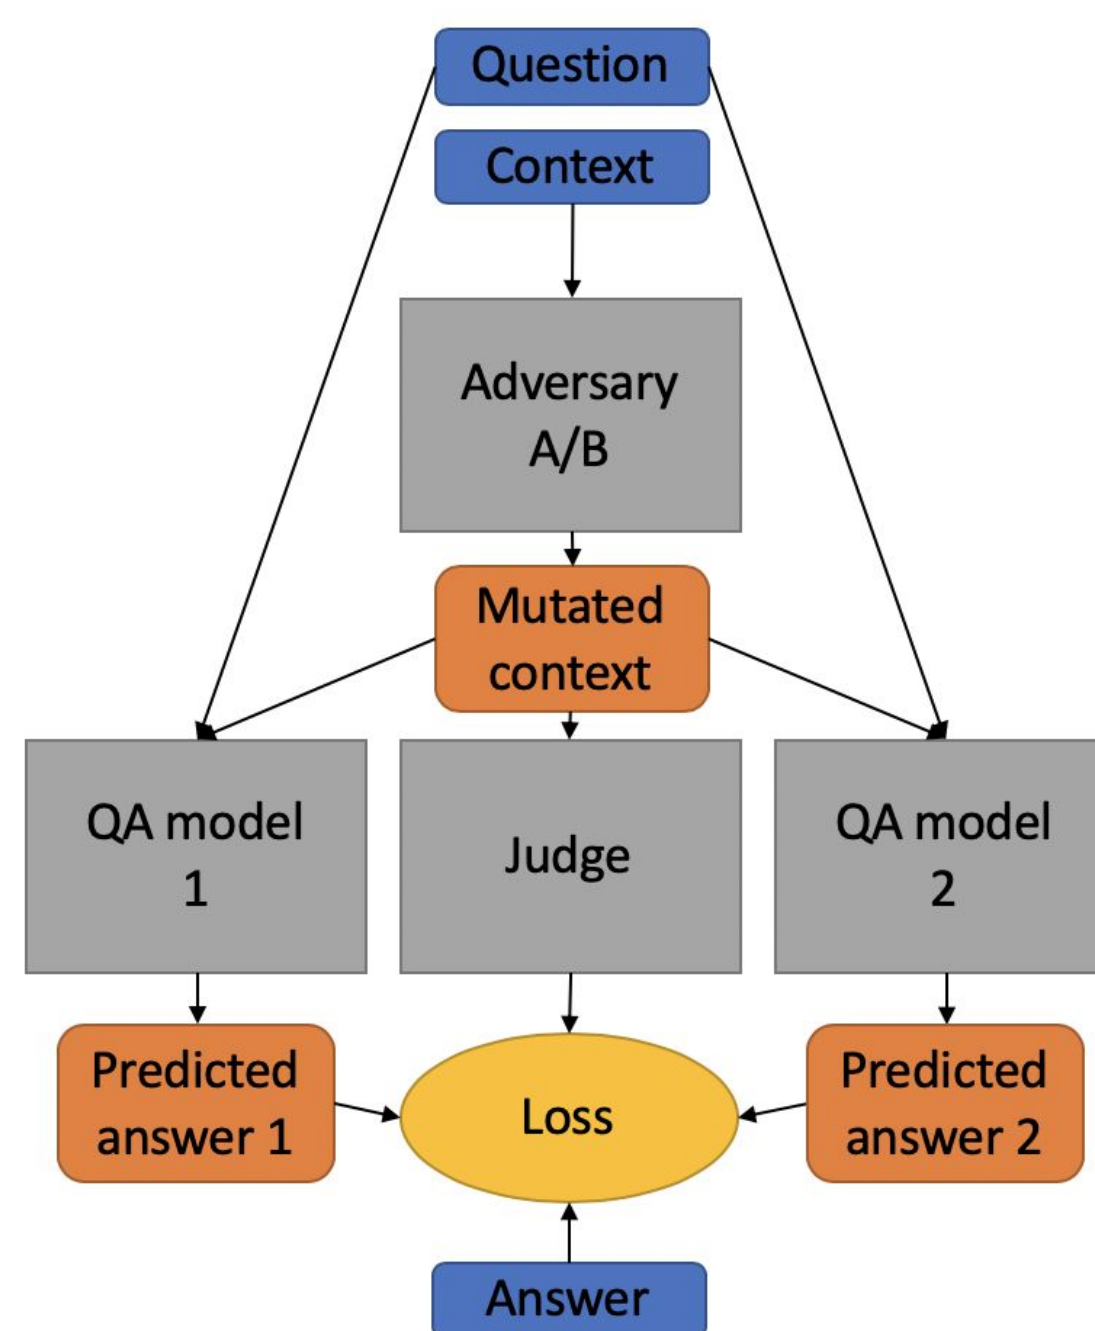 Question
Context
Adversary
A/B
Mutated
context
QA model
1
Judge
QA model
2
Predicted
answer 1
Loss
Predicted
answer 2
Answer